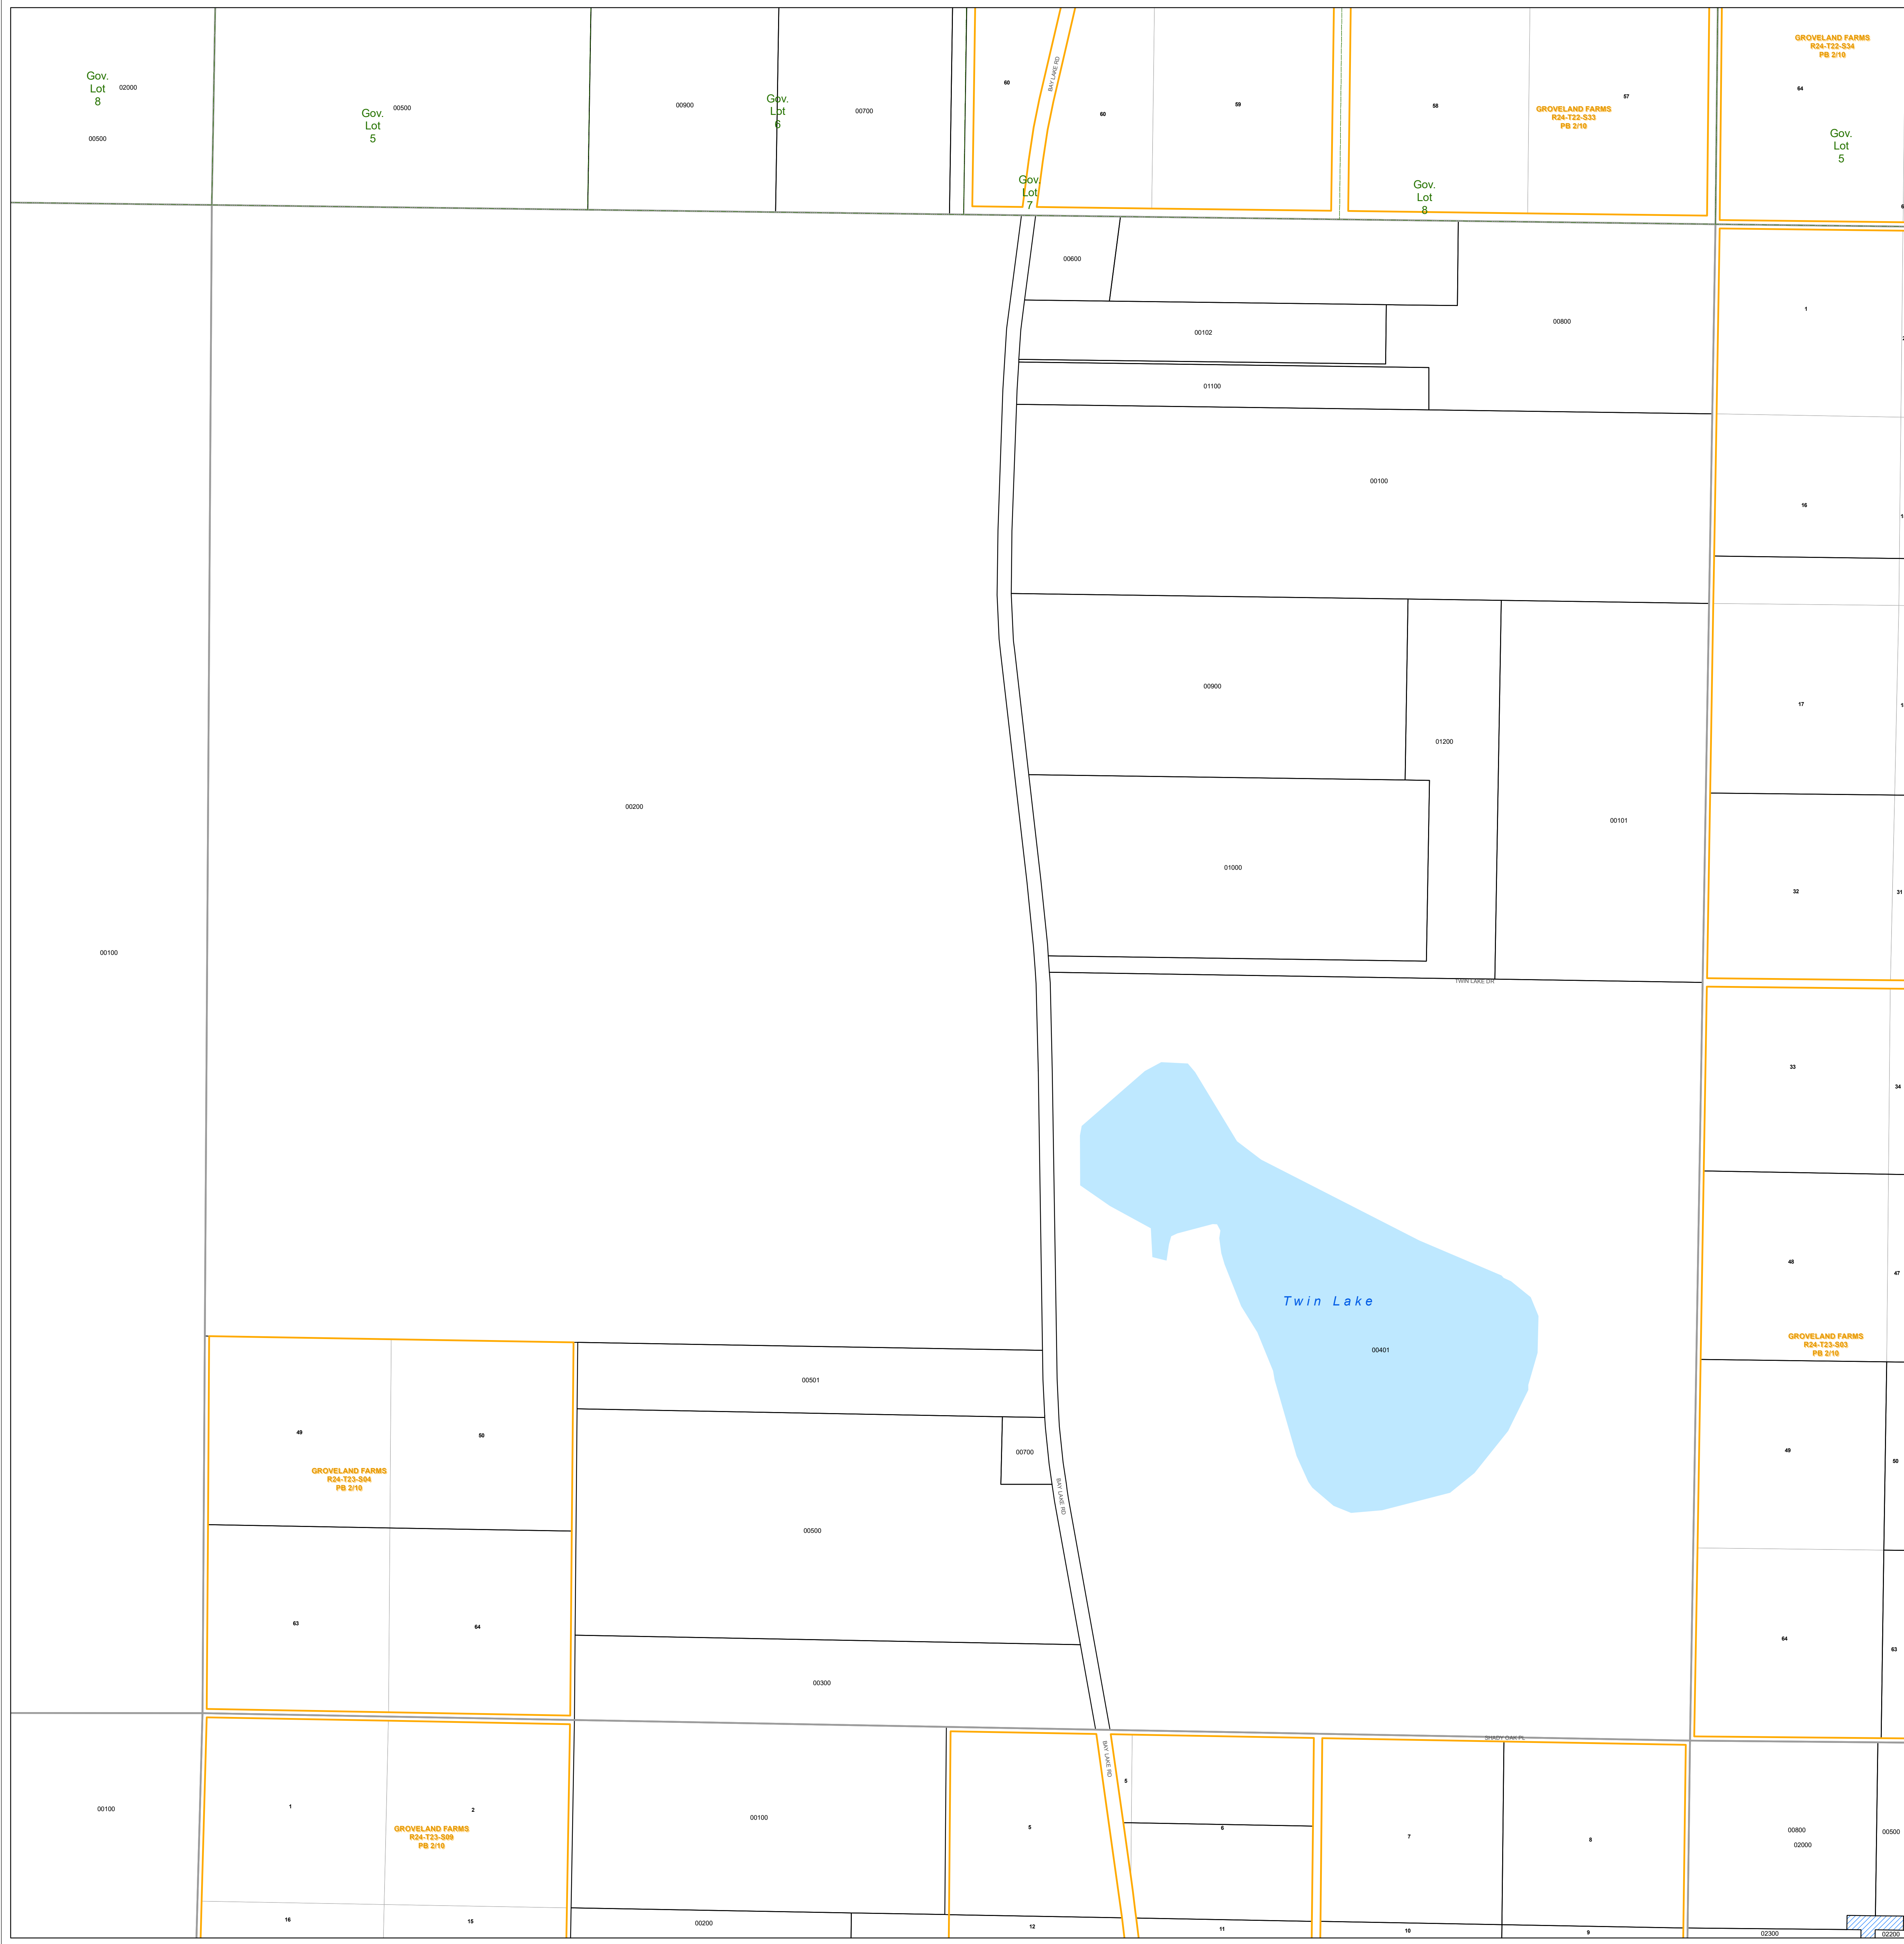 GROVELAND FARMS
R24-T22-S34
PB 2/10
Gov.
Lot
8
02000
00500
Gov.
Lot
5
00500
00900
Gov.
Lot
6
00700
60
BAY LAKE RD
60
59
58
57
GROVELAND FARMS
R24-T22-S33
PB 2/10
64
Gov.
Lot
5
Gov.
Lot
7
Gov.
Lot
8
00600
00102
00800
01100
1
00100
16
00900
01200
17
00200
00101
01000
32
31
00100
TWIN LAKE DR
33
34
48
47
Twin Lake
00401
GROVELAND FARMS
R24-T23-S03
PB 2/10
00501
49
50
GROVELAND FARMS
R24-T23-S04
PB 2/10
00700
BAY LAKE RD
49
50
00500
63
64
00300
64
63
SHADY OAK PL
BAY LAKE RD
00100
1
2
GROVELAND FARMS
R24-T23-S09
PB 2/10
00100
5
5
6
7
8
00800
02000
00500
16
15
00200
12
11
10
9
02300
02200